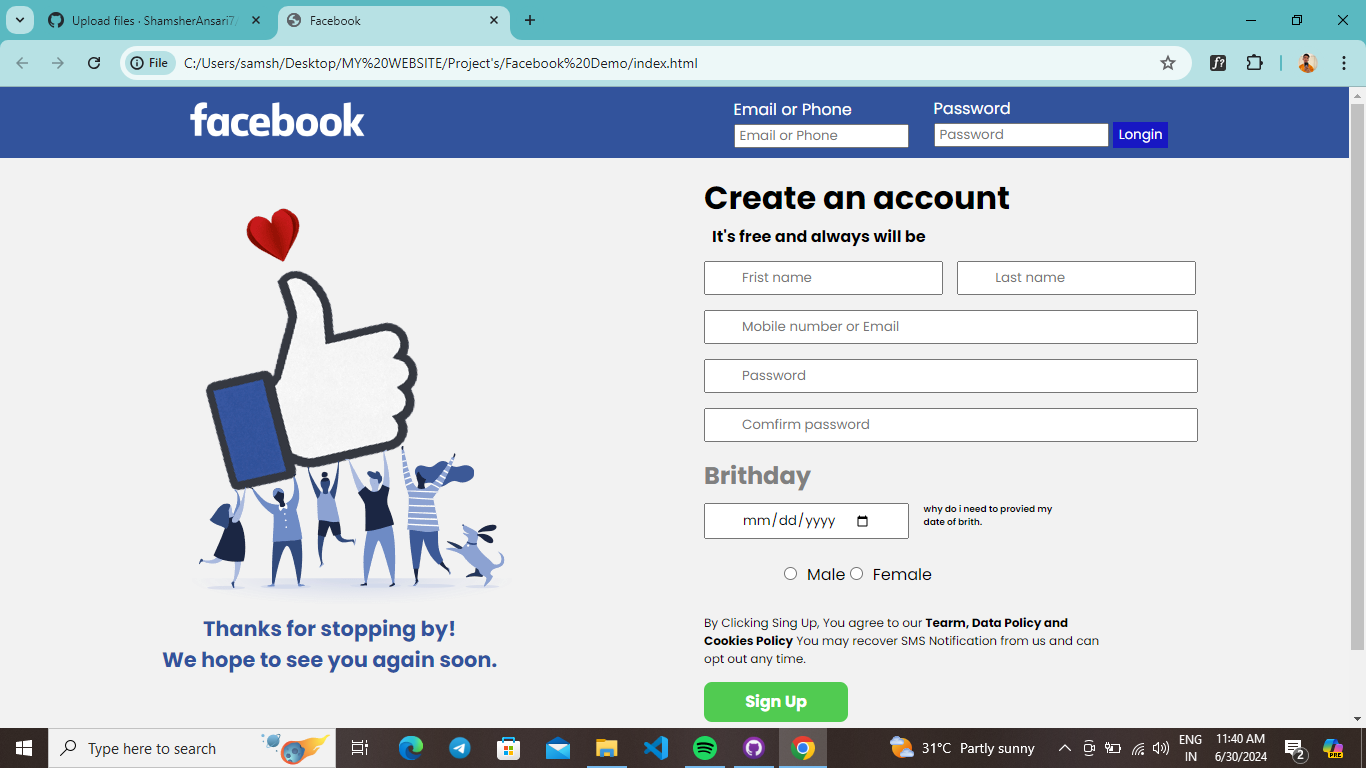 Upload files · ShamsherAnsari7/
Facebook
File
C:/Users/samsh/Desktop/MY%20WEBSITE/Project's/Facebook%20Demo/index.html
f?
facebook
Email or Phone
Password
Email or Phone
Password
Longin
Create an account
It's free and always will be
Frist name
Last name
Mobile number or Email
Password
Comfirm password
Brithday
mm/dd/yyyy
why do i need to provied my
date of brith.
Male
Female
By Clicking Sing Up, You agree to our Tearm, Data Policy and
Cookies Policy You may recover SMS Notification from us and can
opt out any time.
Sign Up
Thanks for stopping by!
We hope to see you again soon.
Type here to search
31°C Partly sunny
ENG
IN
11:40 AM
6/30/2024
2
PRE